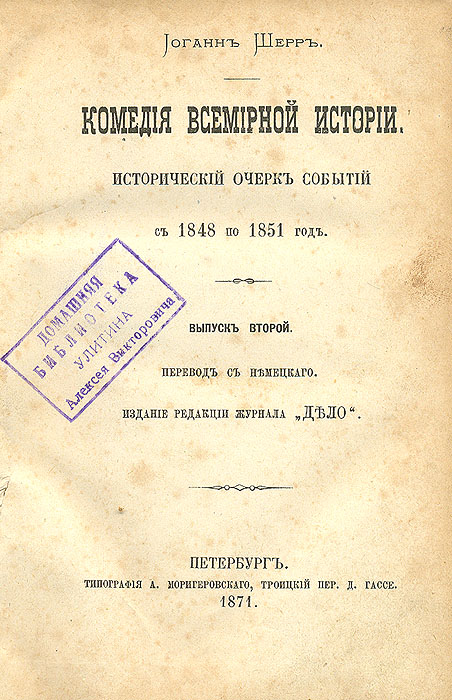 Іоганнъ Шерръ.
КОМЕДІЯ ВСЕМІРНОЙ ИСТОРІИ.
ИСТОРИЧЕСКІЙ ОЧЕРКЪ СОБЫТІЙ
съ 1848 по 1851 годъ.
ДОМАШНЯЯ
БИБЛИОТЕКА
УЛИТИНА
Алексея Викторовича
ВЫПУСКЪ ВТОРОЙ.
ПЕРЕВОДЪ СЪ НѢМЕЦКАГО.
ИЗДАНІЕ РЕДАКЦІИ ЖУРНАЛА „ДѢЛО“.
ПЕТЕРБУРГЪ.
ТИПОГРАФІЯ А. МОРИГЕРОВСКАГО, ТРОИЦКІЙ ПЕР. Д. ГАССЕ.
1871.